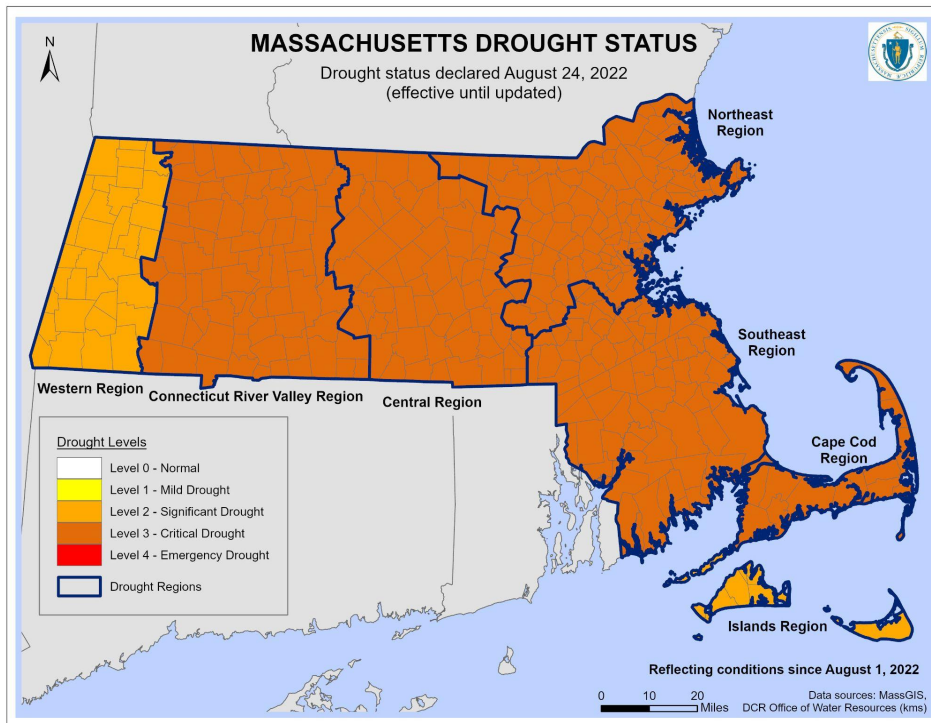 N
MASSACHUSETTS DROUGHT STATUS
Drought status declared August 24, 2022
(effective until updated)
Northeast
Region
Southeast
Region
Cape Cod
Region
Western Region
Connecticut River Valley Region
Central Region
Islands Region
Drought Levels
Level 0 - Normal
Level 1 - Mild Drought
Level 2 - Significant Drought
Level 3 - Critical Drought
Level 4 - Emergency Drought
Drought Regions
Reflecting conditions since August 1, 2022
0 10 20
Miles
Data sources: MassGIS,
DCR Office of Water Resources (kms)